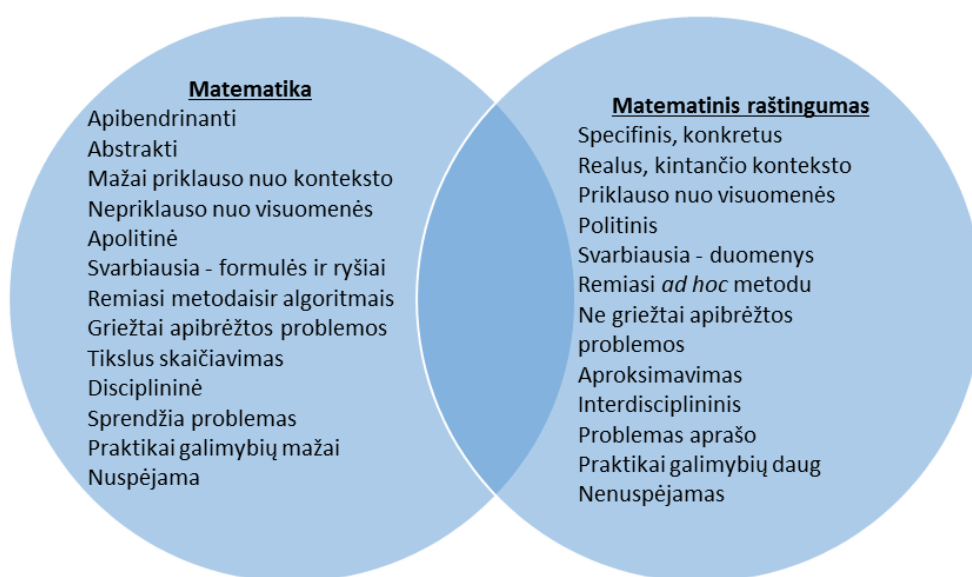 Matematika
Apibendrinanti
Abstrakti
Mažai priklauso nuo konteksto
Nepriklauso nuo visuomenės
Apolitinė
Svarbiausia - formulės ir ryšiai
Remiasi metodaisir algoritmais
Griežtai apibrėžtos problemos
Tikslus skaičiavimas
Disciplininė
Sprendžia problemas
Praktikai galimybių mažai
Nuspėjama
Matematinis raštingumas
Specifinis, konkretus
Realus, kintančio konteksto
Priklauso nuo visuomenės
Politinis
Svarbiausia - duomenys
Remiasi ad hoc metodu
Ne griežtai apibrėžtos
problemos
Aproksimavimas
Interdisciplininis
Problemas aprašo
Praktikai galimybių daug
Nenuspėjamas